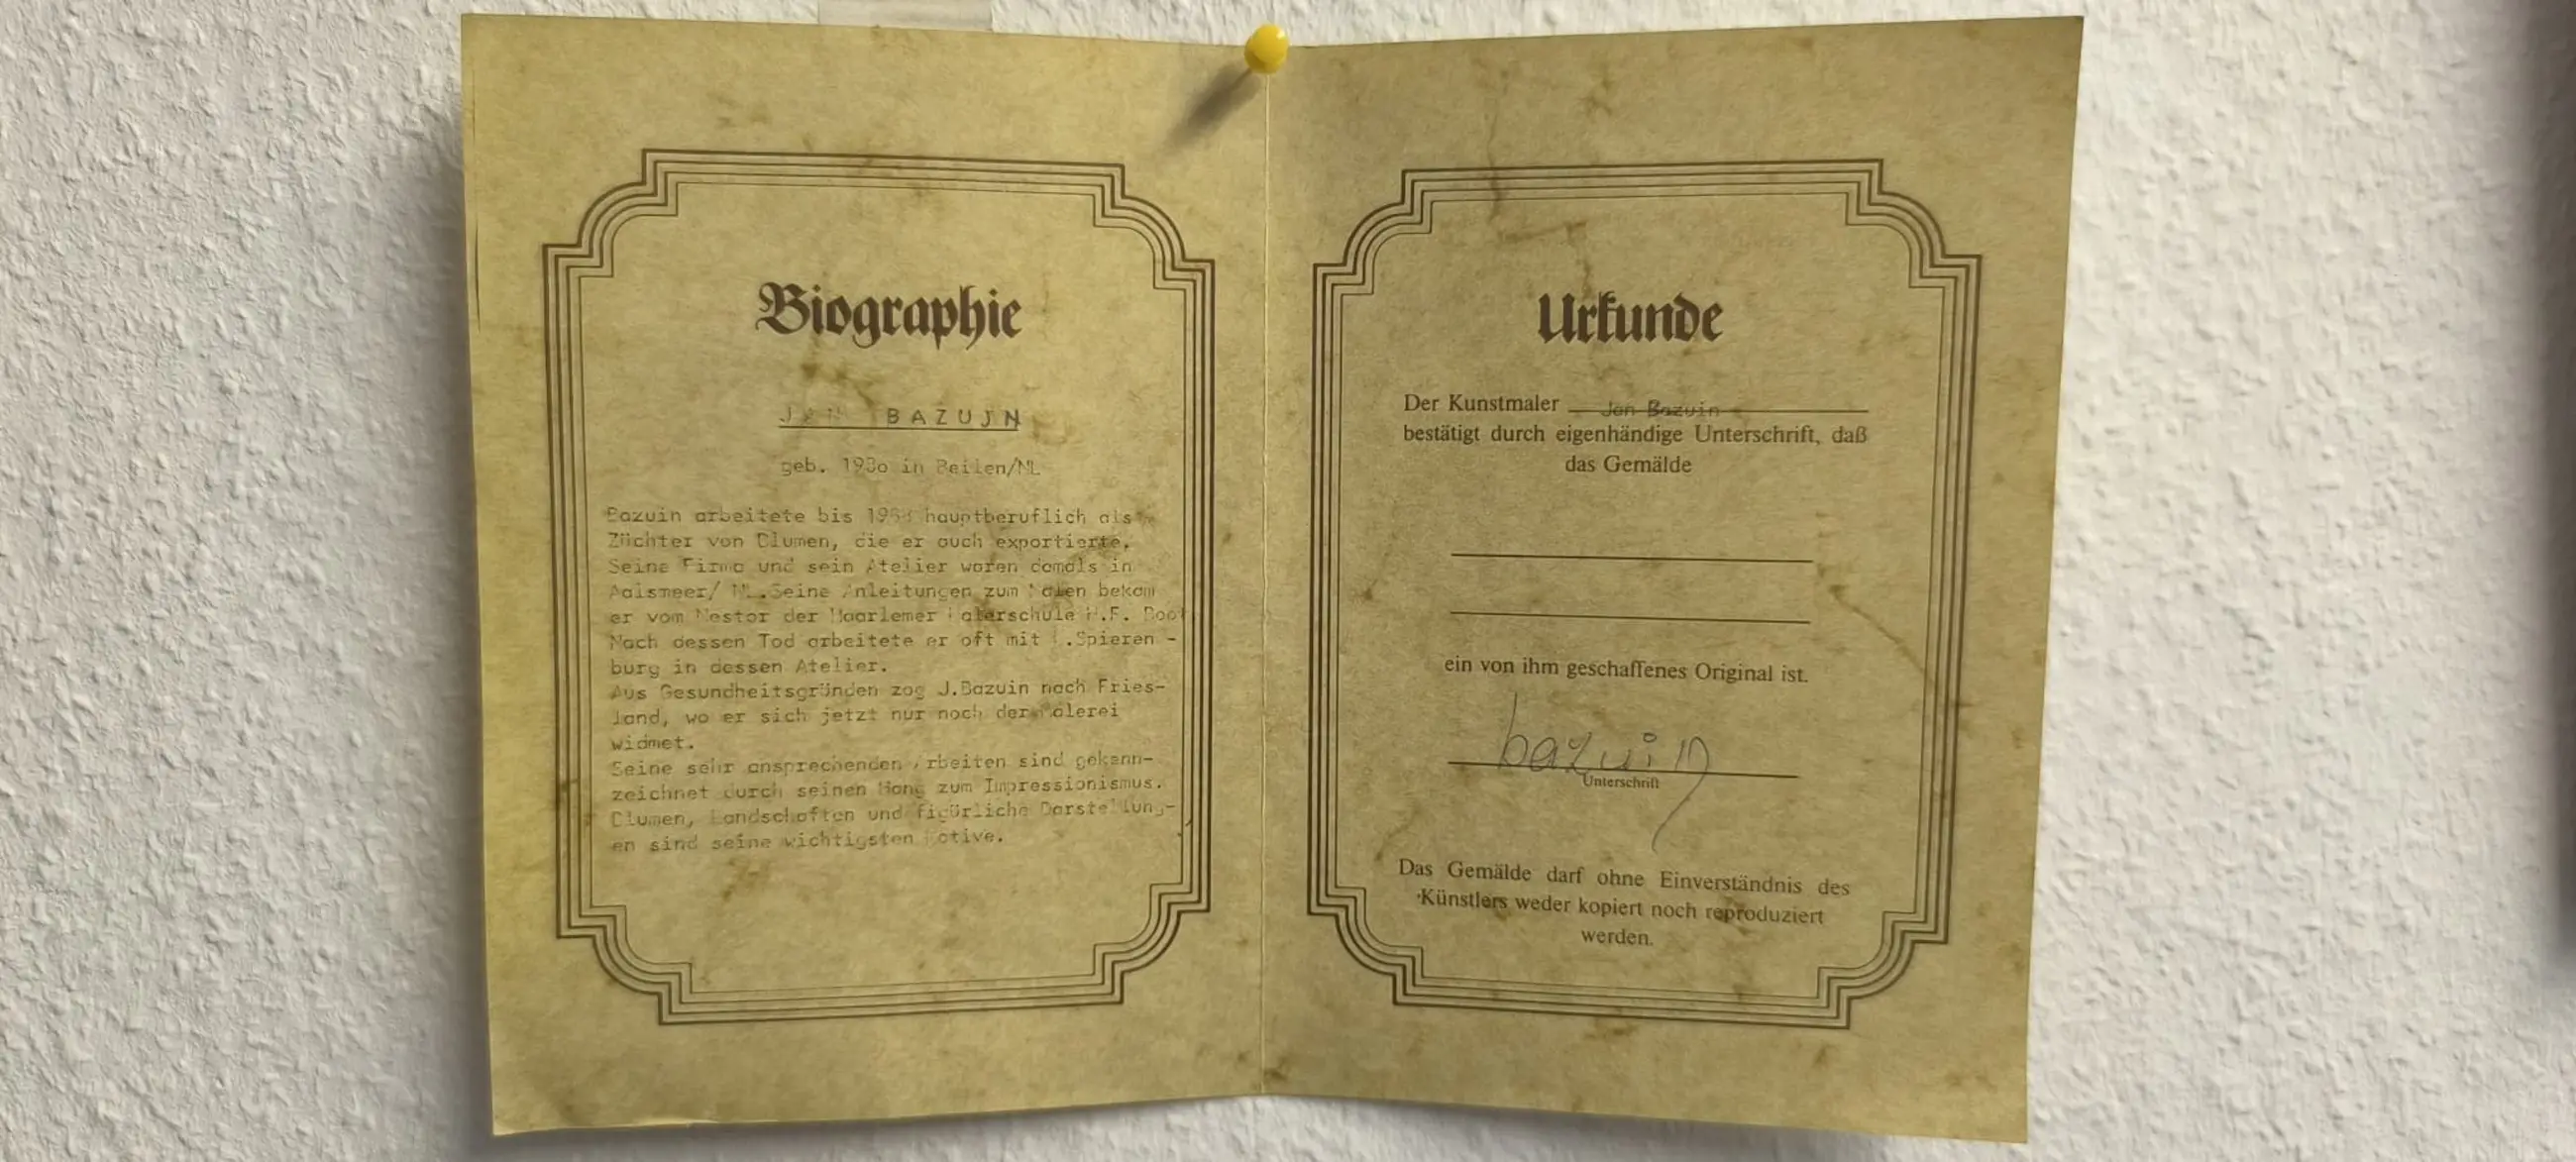 Biographie
JAN BAZUJN
geb. 193o in Beilen/NL
Bazuin arbeitete bis hauptberuflich als
Züchter von Blumen, die er auch exportierte.
Seine Firma und sein Atelier waren damals in
Aalsmeer/ NL.Seine Anleitungen zum Malen bekam
er vom Nestor der Haarlemer Malerschule H.F. Boot
Nach dessen Tod arbeitete er oft mit Spieren -
burg in dessen Atelier.
Aus Gesundheitsgründen zog J.Bazuin nach Fries-
land, wo er sich jetzt nur noch der Malerei
widmet.
Seine sehr ansprechenden Arbeiten sind gekenn-
zeichnet durch seinen Hang zum Impressionismus.
Blumen, Landschaften und figürliche Darstellung-
en sind seine wichtigsten Motive.
Urkunde
Der Kunstmaler Jan Bazuin
bestätigt durch eigenhändige Unterschrift, daß
das Gemälde
ein von ihm geschaffenes Original ist.
bazuin
Unterschrift
Das Gemälde darf ohne Einverständnis des
Künstlers weder kopiert noch reproduziert
werden.